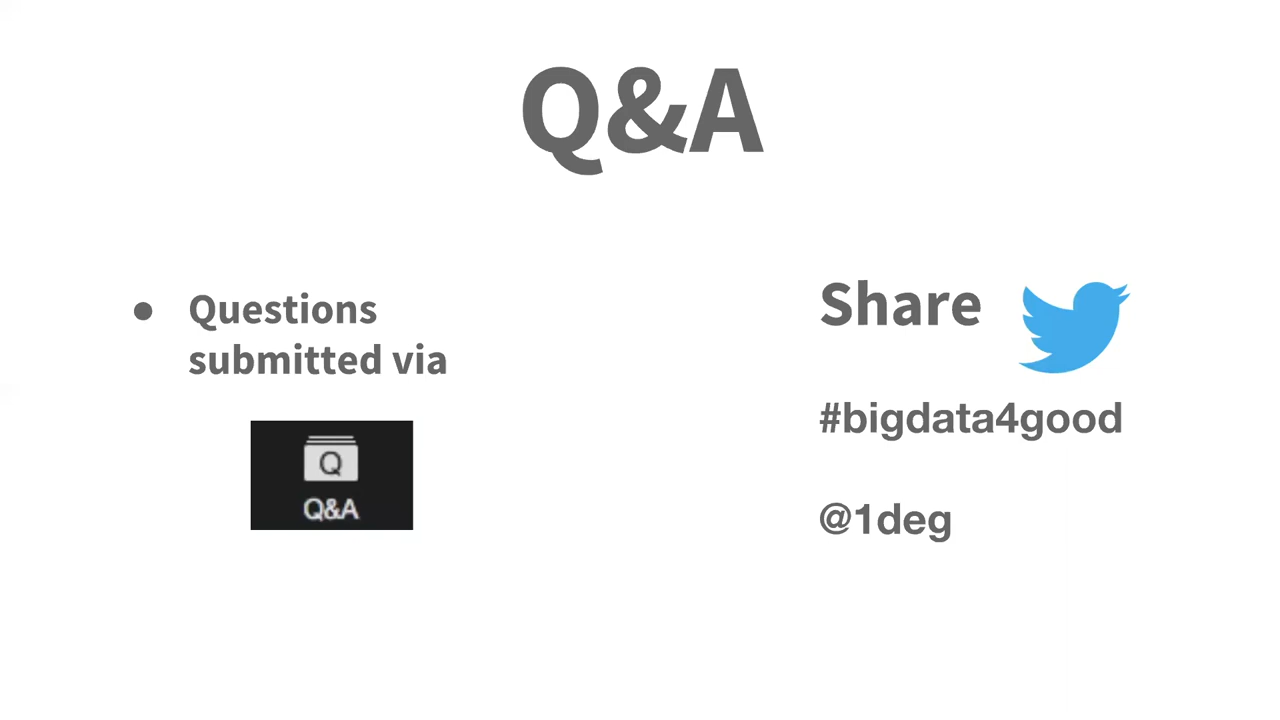 Q&A
● Questions
submitted via
Q
Q&A
Share
#bigdata4good
@1deg